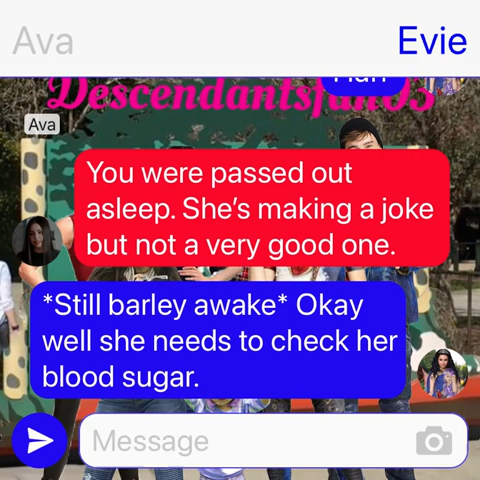 Ava
Evie
Ava
You were passed out
asleep. She's making a joke
but not a very good one.
*Still barley awake* Okay
well she needs to check her
blood sugar.
Message